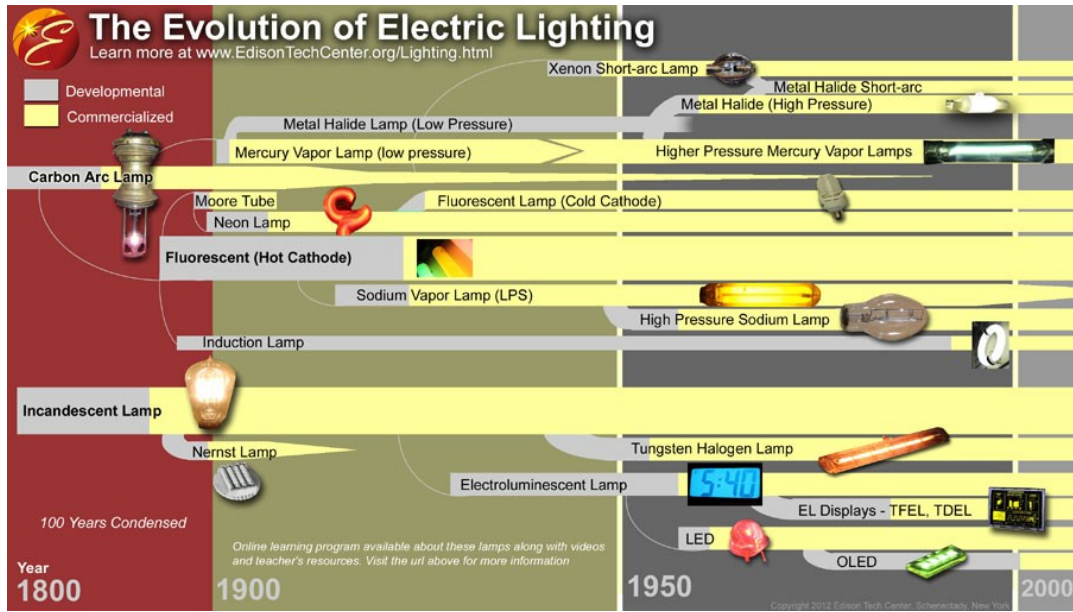 The Evolution of Electric Lighting
Learn more at www.EdisonTechCenter.org/Lighting.html
Developmental
Commercialized
Xenon Short-arc Lamp
Metal Halide Short-arc
Metal Halide (High Pressure)
Metal Halide Lamp (Low Pressure)
Mercury Vapor Lamp (low pressure)
Higher Pressure Mercury Vapor Lamps
Carbon Arc Lamp
Moore Tube
Fluorescent Lamp (Cold Cathode)
Neon Lamp
Fluorescent (Hot Cathode)
Sodium Vapor Lamp (LPS)
High Pressure Sodium Lamp
Induction Lamp
Incandescent Lamp
Nernst Lamp
Tungsten Halogen Lamp
Electroluminescent Lamp
5:40
EL Displays - TFEL, TDEL
LED
OLED
100 Years Condensed
Online learning program available about these lamps along with videos
and teacher's resources. Visit the url above for more information
Year
1800
1900
1950
2000
Copyright 2012 Edison Tech Center, Schenectady, New York